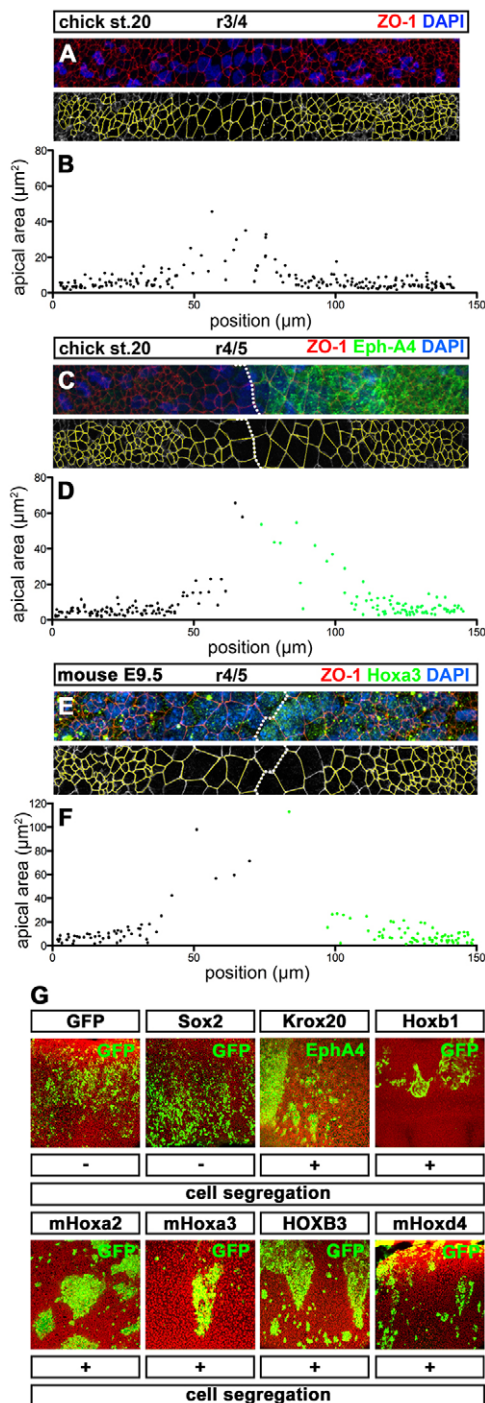 chick st.20 r3/4 ZO-1 DAPI
A
B
apical area (µm²)
80
60
40
20
0
0 50 100 150
position (µm)
chick st.20 r4/5 ZO-1 Eph-A4 DAPI
C
D
apical area (µm²)
80
60
40
20
0
0 50 100 150
position (µm)
mouse E9.5 r4/5 ZO-1 Hoxa3 DAPI
E
F
apical area (µm²)
120
100
80
60
40
20
0
0 50 100 150
position (µm)
G
GFP Sox2 Krox20 Hoxb1
GFP GFP EphA4 GFP
- - + +
cell segregation
mHoxa2 mHoxa3 HOXB3 mHoxd4
GFP GFP GFP GFP
+ + + +
cell segregation